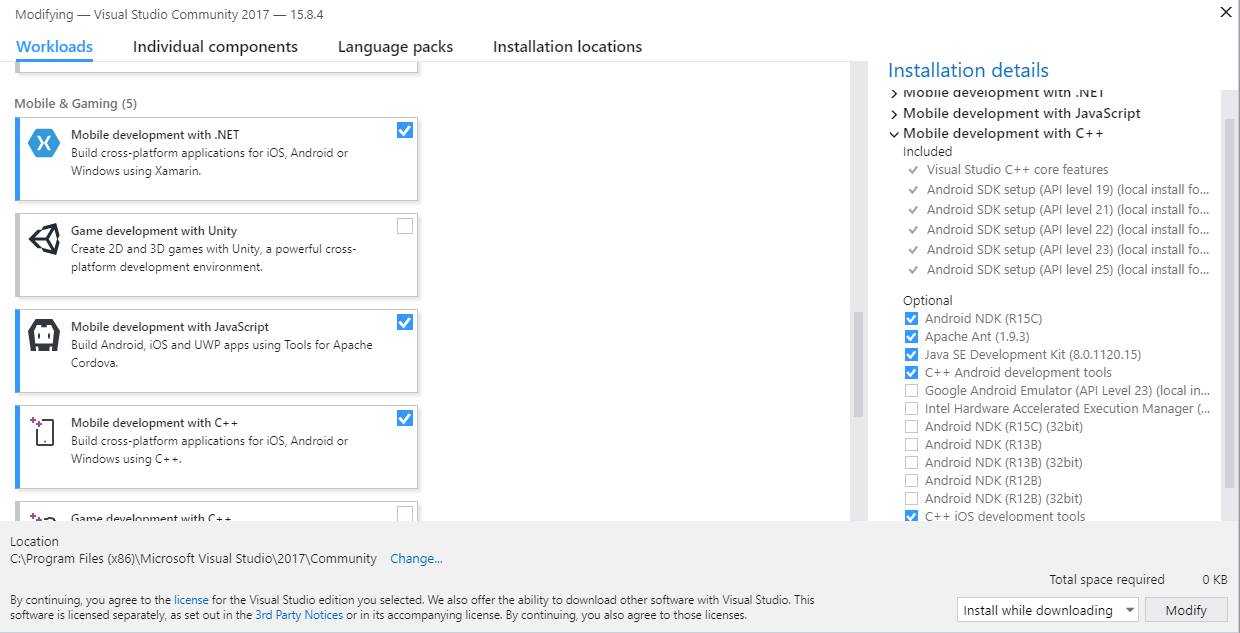 Modifying — Visual Studio Community 2017 — 15.8.4
Workloads
Individual components
Language packs
Installation locations
Mobile & Gaming (5)
Mobile development with .NET
Build cross-platform applications for iOS, Android or
Windows using Xamarin.
Game development with Unity
Create 2D and 3D games with Unity, a powerful cross-
platform development environment.
Mobile development with JavaScript
Build Android, iOS and UWP apps using Tools for Apache
Cordova.
Mobile development with C++
Build cross-platform applications for iOS, Android or
Windows using C++.
Game development with C++
Installation details
Mobile development with .NET
Mobile development with JavaScript
Mobile development with C++
Included
Visual Studio C++ core features
Android SDK setup (API level 19) (local install fo...
Android SDK setup (API level 21) (local install fo...
Android SDK setup (API level 22) (local install fo...
Android SDK setup (API level 23) (local install fo...
Android SDK setup (API level 25) (local install fo...
Optional
Android NDK (R15C)
Apache Ant (1.9.3)
Java SE Development Kit (8.0.1120.15)
C++ Android development tools
Google Android Emulator (API Level 23) (local in...
Intel Hardware Accelerated Execution Manager (...
Android NDK (R15C) (32bit)
Android NDK (R13B)
Android NDK (R13B) (32bit)
Android NDK (R12B)
Android NDK (R12B) (32bit)
C++ iOS development tools
Location
C:\Program Files (x86)\Microsoft Visual Studio\2017\Community Change...
Total space required 0 KB
By continuing, you agree to the license for the Visual Studio edition you selected. We also offer the ability to download other software with Visual Studio. This
software is licensed separately, as set out in the 3rd Party Notices or in its accompanying license. By continuing, you also agree to those licenses.
Install while downloading
Modify